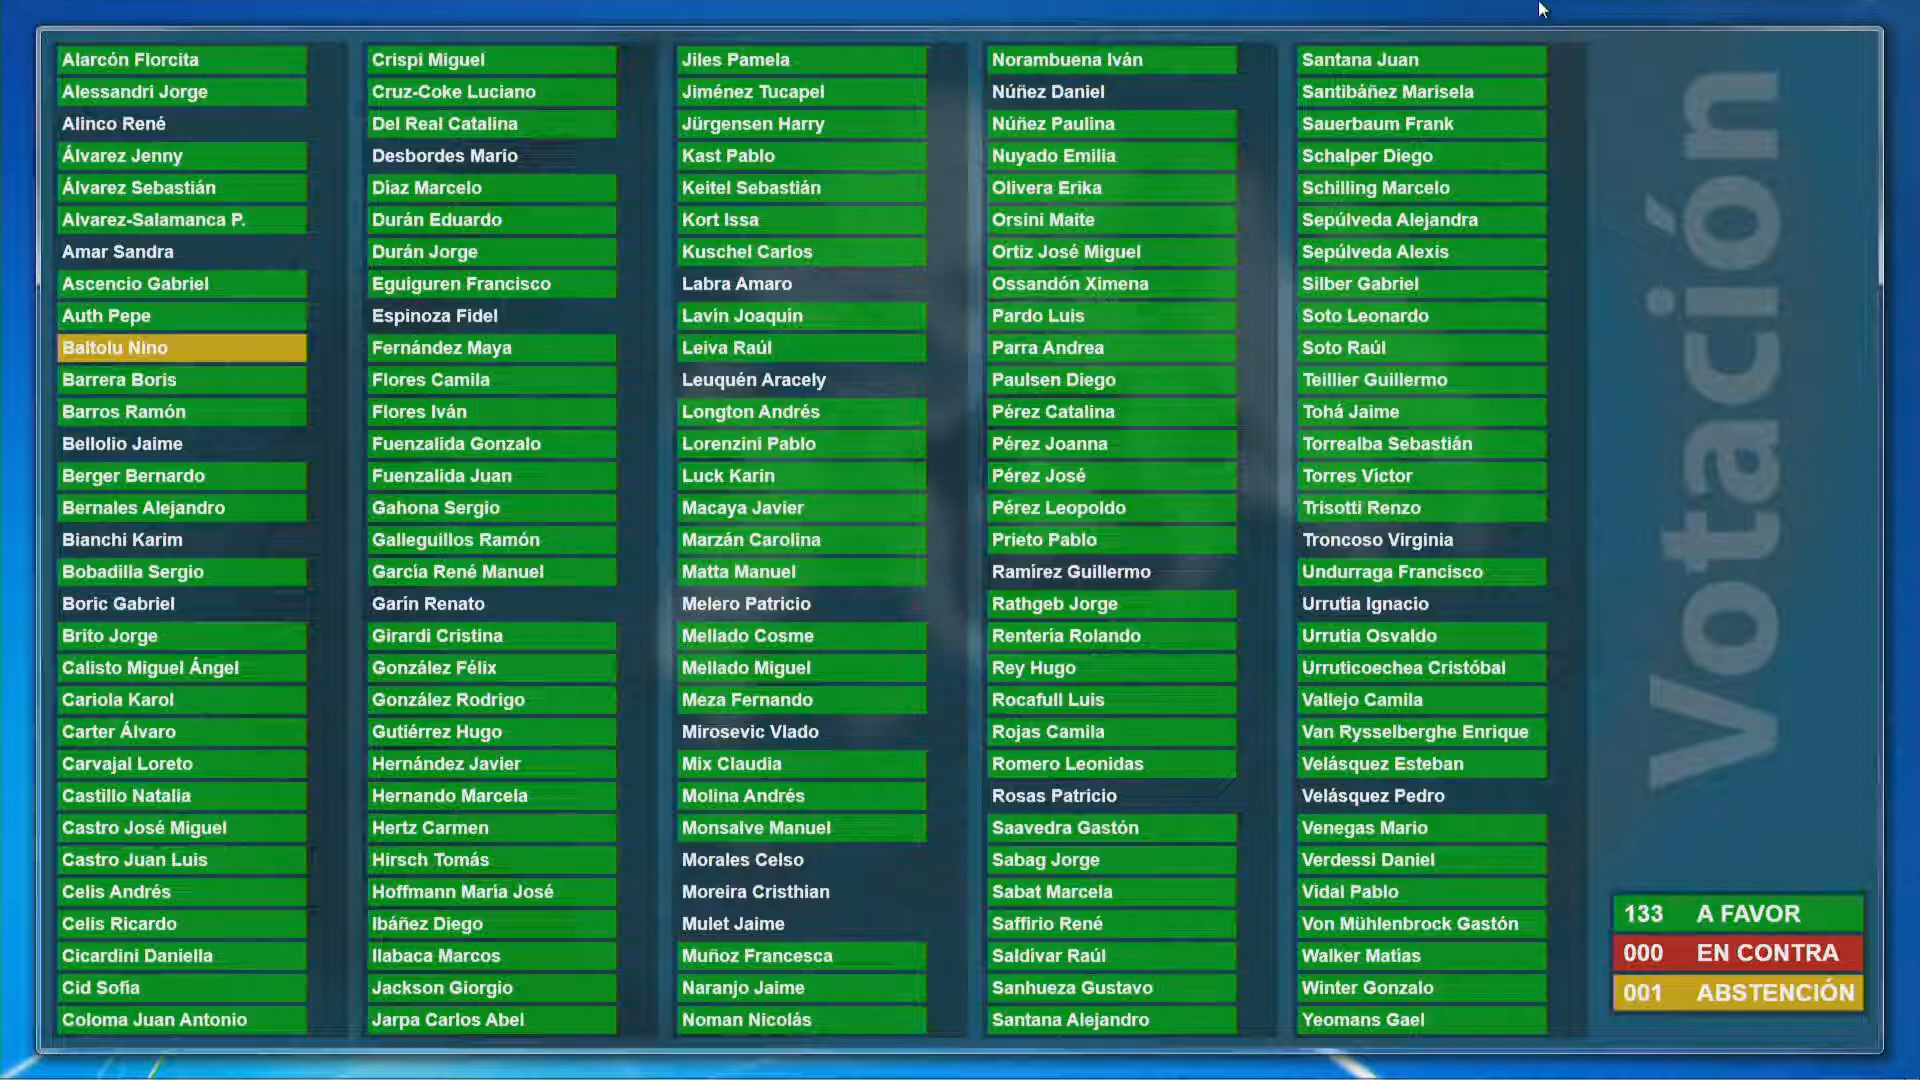 Alarcón Florcita
Alessandri Jorge
Alinco René
Álvarez Jenny
Álvarez Sebastián
Alvarez-Salamanca P.
Amar Sandra
Ascencio Gabriel
Auth Pepe
Baltolu Nino
Barrera Boris
Barros Ramón
Bellolio Jaime
Berger Bernardo
Bernales Alejandro
Bianchi Karim
Bobadilla Sergio
Boric Gabriel
Brito Jorge
Calisto Miguel Ángel
Cariola Karol
Carter Álvaro
Carvajal Loreto
Castillo Natalia
Castro José Miguel
Castro Juan Luis
Celis Andrés
Celis Ricardo
Cicardini Daniella
Cid Sofía
Coloma Juan Antonio
Crispi Miguel
Cruz-Coke Luciano
Del Real Catalina
Desbordes Mario
Díaz Marcelo
Durán Eduardo
Durán Jorge
Eguiguren Francisco
Espinoza Fidel
Fernández Maya
Flores Camila
Flores Iván
Fuenzalida Gonzalo
Fuenzalida Juan
Gahona Sergio
Galleguillos Ramón
García René Manuel
Garín Renato
Girardi Cristina
González Félix
González Rodrigo
Gutiérrez Hugo
Hernández Javier
Hernando Marcela
Hertz Carmen
Hirsch Tomás
Hoffmann María José
Ibáñez Diego
Ilabaca Marcos
Jackson Giorgio
Jarpa Carlos Abel
Jiles Pamela
Jiménez Tucapel
Jürgensen Harry
Kast Pablo
Keitel Sebastián
Kort Issa
Kuschel Carlos
Labra Amaro
Lavín Joaquín
Leiva Raúl
Leuquén Aracely
Longton Andrés
Lorenzini Pablo
Luck Karin
Macaya Javier
Marzán Carolina
Matta Manuel
Melero Patricio
Mellado Cosme
Mellado Miguel
Meza Fernando
Mirosevic Vlado
Mix Claudia
Molina Andrés
Monsalve Manuel
Morales Celso
Moreira Cristhian
Mulet Jaime
Muñoz Francesca
Naranjo Jaime
Noman Nicolás
Norambuena Iván
Núñez Daniel
Núñez Paulina
Nuyado Emilia
Olivera Erika
Orsini Maite
Ortiz José Miguel
Ossandón Ximena
Pardo Luis
Parra Andrea
Paulsen Diego
Pérez Catalina
Pérez Joanna
Pérez José
Pérez Leopoldo
Prieto Pablo
Ramírez Guillermo
Rathgeb Jorge
Rentería Rolando
Rey Hugo
Rocafull Luis
Rojas Camila
Romero Leonidas
Rosas Patricio
Saavedra Gastón
Sabag Jorge
Sabat Marcela
Saffirio René
Saldívar Raúl
Sanhueza Gustavo
Santana Alejandro
Santana Juan
Santibáñez Marisela
Sauerbaum Frank
Schalper Diego
Schilling Marcelo
Sepúlveda Alejandra
Sepúlveda Alexis
Silber Gabriel
Soto Leonardo
Soto Raúl
Teillier Guillermo
Tohá Jaime
Torrealba Sebastián
Torres Víctor
Trisotti Renzo
Troncoso Virginia
Undurraga Francisco
Urrutia Ignacio
Urrutia Osvaldo
Urruticoechea Cristóbal
Vallejo Camila
Van Rysselberghe Enrique
Velásquez Esteban
Velásquez Pedro
Venegas Mario
Verdessi Daniel
Vidal Pablo
Von Mühlenbrock Gastón
Walker Matías
Winter Gonzalo
Yeomans Gael
Votación
133 A FAVOR
000 EN CONTRA
001 ABSTENCIÓN